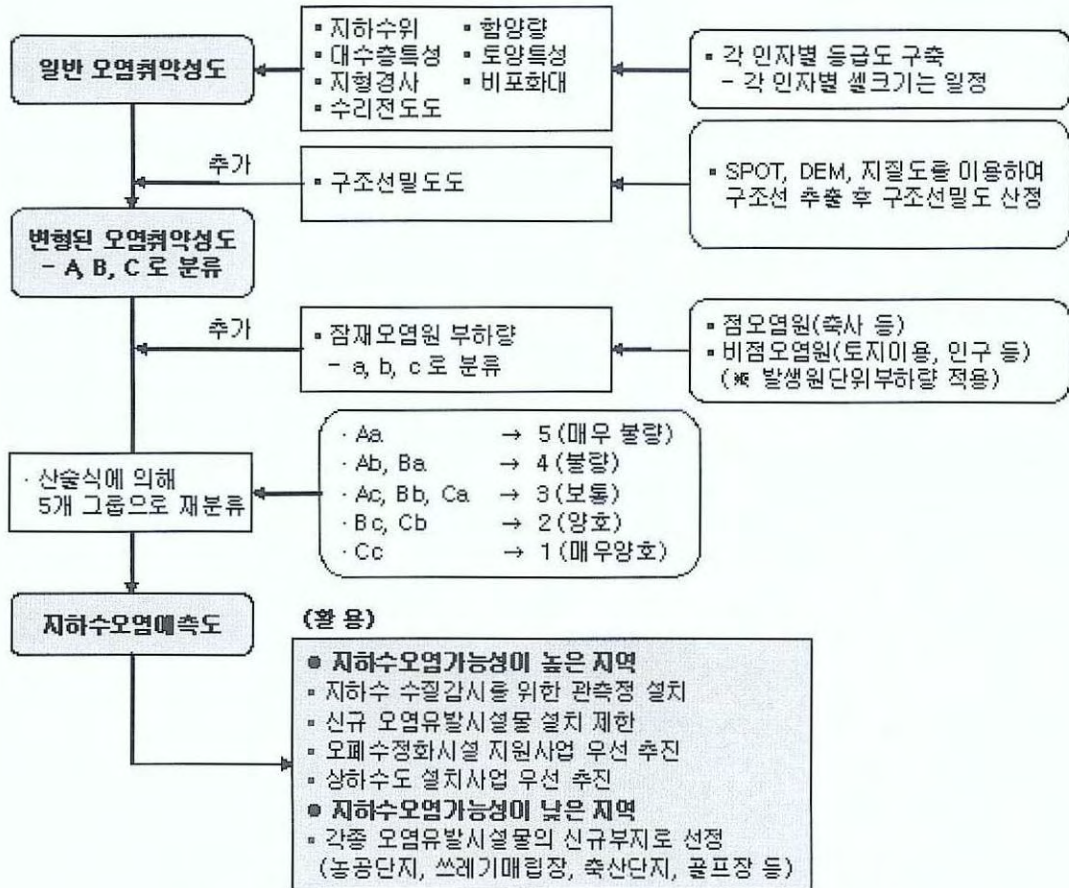 일반 오염취약성도
▪ 지하수위 ▪ 함양량
▪ 대수층특성 ▪ 토양특성
▪ 지형경사 ▪ 비포화대
▪ 수리전도도
▪ 각 인자별 등급도 구축
- 각 인자별 셀크기는 일정
추가
▪ 구조선밀도도
▪ SPOT, DEM, 지질도를 이용하여
구조선 추출 후 구조선밀도 산정
변형된 오염취약성도
- A, B, C 로 분류
추가
▪ 잠재오염원 부하량
- a, b, c 로 분류
▪ 점오염원(축사 등)
▪ 비점오염원(토지이용, 인구 등)
(※ 발생원단위부하량 적용)
· 산술식에 의해
5개 그룹으로 재분류
· Aa → 5 (매우 불량)
· Ab, Ba → 4 (불량)
· Ac, Bb, Ca → 3 (보통)
· Bc, Cb → 2 (양호)
· Cc → 1 (매우양호)
지하수오염예측도
(활 용)
● 지하수오염가능성이 높은 지역
▪ 지하수 수질감시를 위한 관측정 설치
▪ 신규 오염유발시설물 설치 제한
▪ 오폐수정화시설 지원사업 우선 추진
▪ 상하수도 설치사업 우선 추진
● 지하수오염가능성이 낮은 지역
▪ 각종 오염유발시설물의 신규부지로 선정
(농공단지, 쓰레기매립장, 축산단지, 골프장 등)